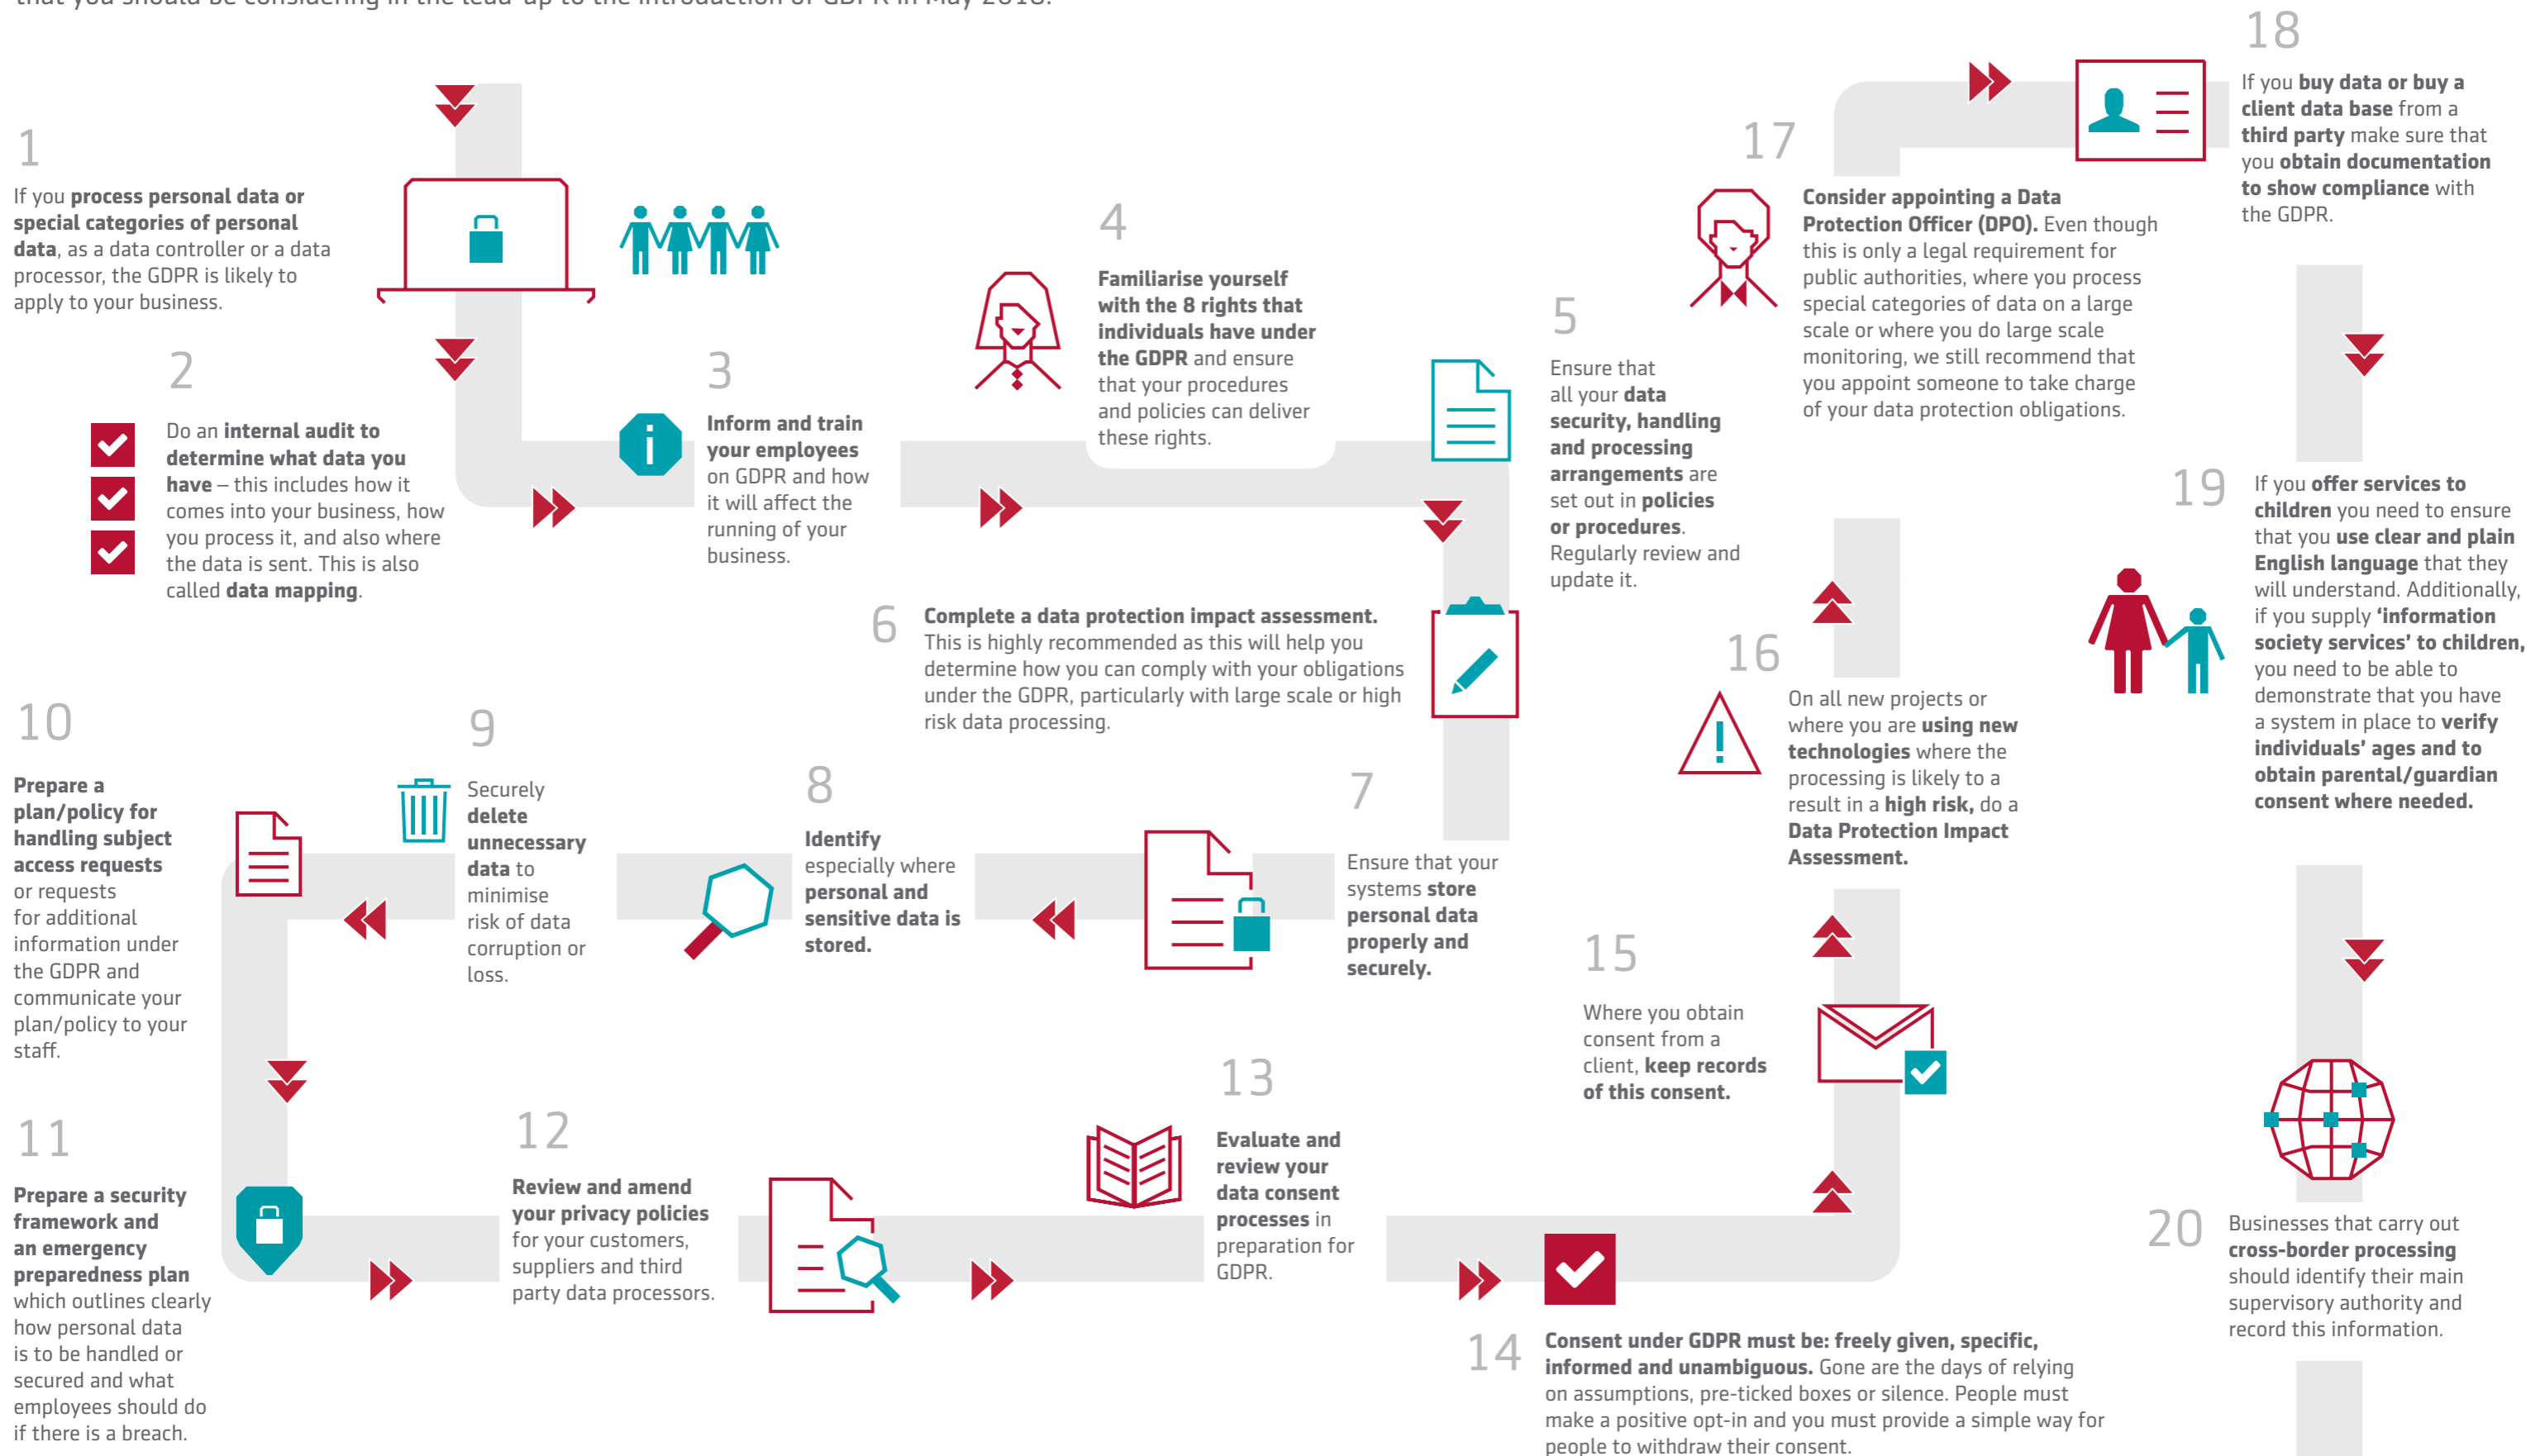 that you should be considering in the lead-up to the introduction of GDPR in May 2018.
1
If you process personal data or
special categories of personal
data, as a data controller or a data
processor, the GDPR is likely to
apply to your business.
2
Do an internal audit to
determine what data you
have – this includes how it
comes into your business, how
you process it, and also where
the data is sent. This is also
called data mapping.
3
Inform and train
your employees
on GDPR and how
it will affect the
running of your
business.
4
Familiarise yourself
with the 8 rights that
individuals have under
the GDPR and ensure
that your procedures
and policies can deliver
these rights.
5
Ensure that
all your data
security, handling
and processing
arrangements are
set out in policies
or procedures.
Regularly review and
update it.
6
Complete a data protection impact assessment.
This is highly recommended as this will help you
determine how you can comply with your obligations
under the GDPR, particularly with large scale or high
risk data processing.
7
Ensure that your
systems store
personal data
properly and
securely.
8
Identify
especially where
personal and
sensitive data is
stored.
9
Securely
delete
unnecessary
data to
minimise
risk of data
corruption or
loss.
10
Prepare a
plan/policy for
handling subject
access requests
or requests
for additional
information under
the GDPR and
communicate your
plan/policy to your
staff.
11
Prepare a security
framework and
an emergency
preparedness plan
which outlines clearly
how personal data
is to be handled or
secured and what
employees should do
if there is a breach.
12
Review and amend
your privacy policies
for your customers,
suppliers and third
party data processors.
13
Evaluate and
review your
data consent
processes in
preparation for
GDPR.
14
Consent under GDPR must be: freely given, specific,
informed and unambiguous. Gone are the days of relying
on assumptions, pre-ticked boxes or silence. People must
make a positive opt-in and you must provide a simple way for
people to withdraw their consent.
15
Where you obtain
consent from a
client, keep records
of this consent.
16
On all new projects or
where you are using new
technologies where the
processing is likely to a
result in a high risk, do a
Data Protection Impact
Assessment.
17
Consider appointing a Data
Protection Officer (DPO). Even though
this is only a legal requirement for
public authorities, where you process
special categories of data on a large
scale or where you do large scale
monitoring, we still recommend that
you appoint someone to take charge
of your data protection obligations.
18
If you buy data or buy a
client data base from a
third party make sure that
you obtain documentation
to show compliance with
the GDPR.
19
If you offer services to
children you need to ensure
that you use clear and plain
English language that they
will understand. Additionally,
if you supply ‘information
society services’ to children,
you need to be able to
demonstrate that you have
a system in place to verify
individuals’ ages and to
obtain parental/guardian
consent where needed.
20
Businesses that carry out
cross-border processing
should identify their main
supervisory authority and
record this information.